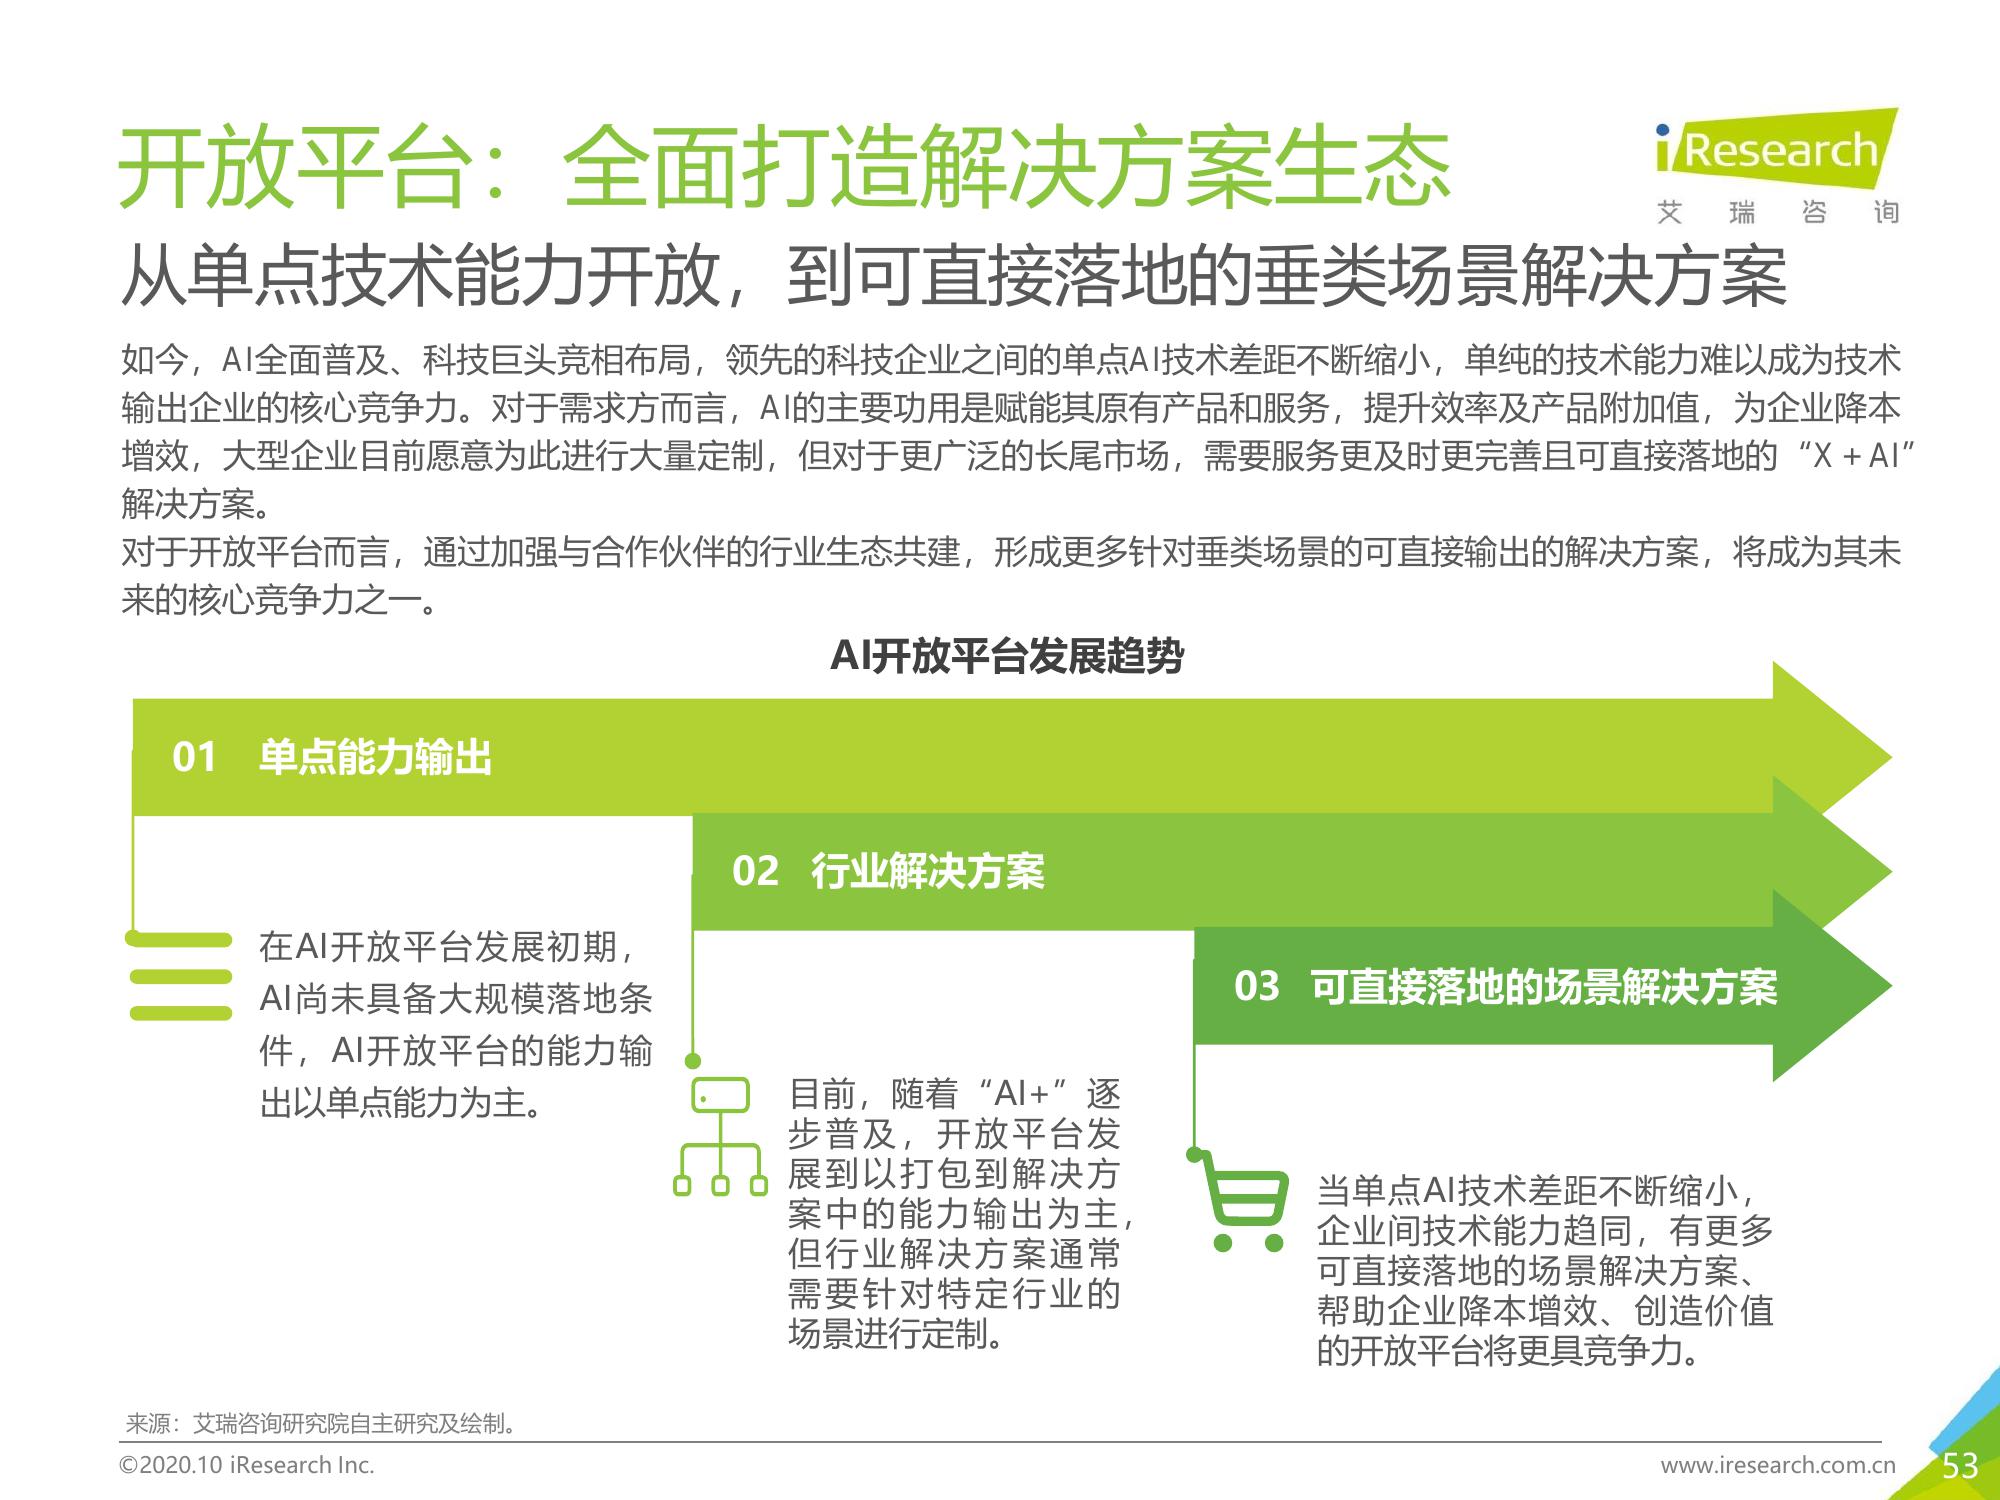 开放平台：全面打造解决方案生态
iResearch
艾瑞咨询
从单点技术能力开放，到可直接落地的垂类场景解决方案
如今，AI全面普及、科技巨头竞相布局，领先的科技企业之间的单点AI技术差距不断缩小，单纯的技术能力难以成为技术
输出企业的核心竞争力。对于需求方而言，AI的主要功用是赋能其原有产品和服务，提升效率及产品附加值，为企业降本
增效，大型企业目前愿意为此进行大量定制，但对于更广泛的长尾市场，需要服务更及时更完善且可直接落地的“X + AI”
解决方案。
对于开放平台而言，通过加强与合作伙伴的行业生态共建，形成更多针对垂类场景的可直接输出的解决方案，将成为其未
来的核心竞争力之一。
AI开放平台发展趋势
01 单点能力输出
02 行业解决方案
03 可直接落地的场景解决方案
在AI开放平台发展初期，
AI尚未具备大规模落地条
件，AI开放平台的能力输
出以单点能力为主。
目前，随着“AI+”逐
步普及，开放平台发
展到以打包到解决方
案中的能力输出为主，
但行业解决方案通常
需要针对特定行业的
场景进行定制。
当单点AI技术差距不断缩小，
企业间技术能力趋同，有更多
可直接落地的场景解决方案、
帮助企业降本增效、创造价值
的开放平台将更具竞争力。
来源：艾瑞咨询研究院自主研究及绘制。
©2020.10 iResearch Inc.
www.iresearch.com.cn
53